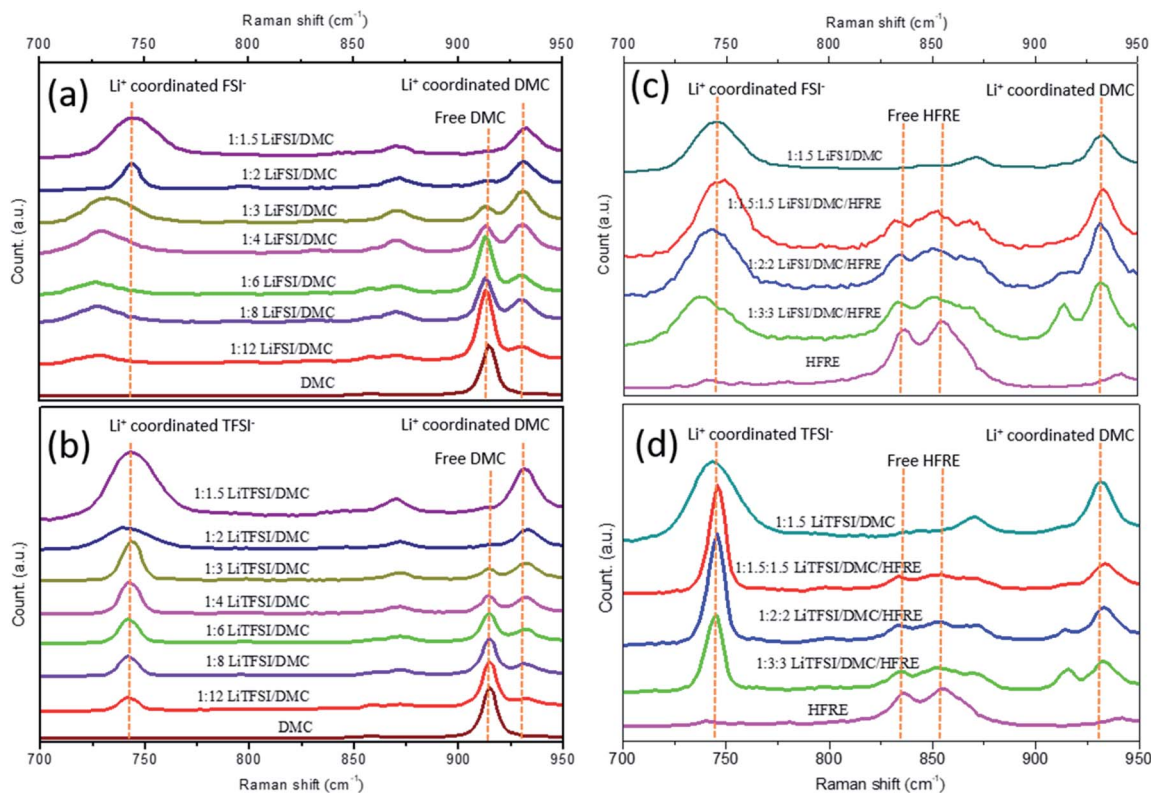 Raman shift (cm⁻¹)
700 750 800 850 900 950
(a)
Li⁺ coordinated FSI⁻
Li⁺ coordinated DMC
Free DMC
1:1.5 LiFSI/DMC
1:2 LiFSI/DMC
1:3 LiFSI/DMC
1:4 LiFSI/DMC
1:6 LiFSI/DMC
1:8 LiFSI/DMC
1:12 LiFSI/DMC
DMC
Count (a.u.)
(b)
Li⁺ coordinated TFSI⁻
Li⁺ coordinated DMC
Free DMC
1:1.5 LiTFSI/DMC
1:2 LiTFSI/DMC
1:3 LiTFSI/DMC
1:4 LiTFSI/DMC
1:6 LiTFSI/DMC
1:8 LiTFSI/DMC
1:12 LiTFSI/DMC
DMC
Count (a.u.)
700 750 800 850 900 950
Raman shift (cm⁻¹)
Raman shift (cm⁻¹)
700 750 800 850 900 950
(c)
Li⁺ coordinated FSI⁻
Li⁺ coordinated DMC
Free HFRE
1:1.5 LiFSI/DMC
1:1.5:1.5 LiFSI/DMC/HFRE
1:2:2 LiFSI/DMC/HFRE
1:3:3 LiFSI/DMC/HFRE
HFRE
Count (a.u.)
(d)
Li⁺ coordinated TFSI⁻
Li⁺ coordinated DMC
Free HFRE
1:1.5 LiTFSI/DMC
1:1.5:1.5 LiTFSI/DMC/HFRE
1:2:2 LiTFSI/DMC/HFRE
1:3:3 LiTFSI/DMC/HFRE
HFRE
Count. (a.u.)
700 750 800 850 900 950
Raman shift (cm⁻¹)